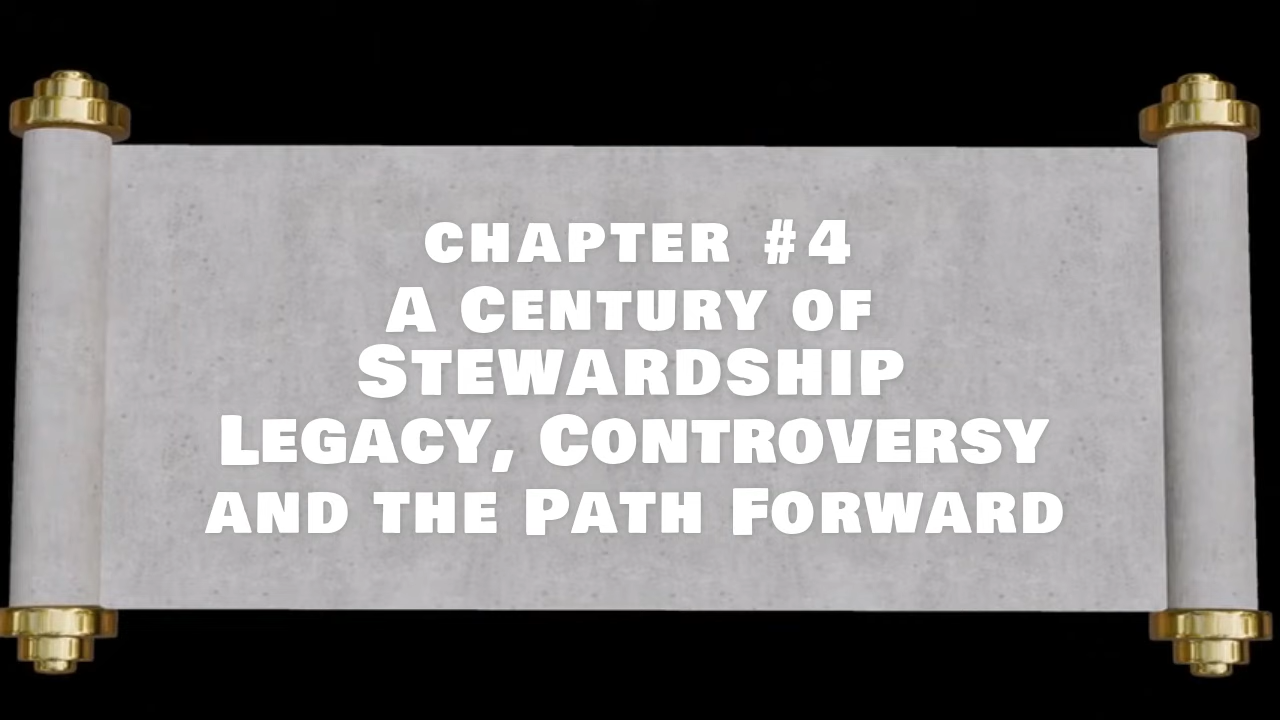 CHAPTER #4
A CENTURY OF
STEWARDSHIP
LEGACY, CONTROVERSY
AND THE PATH FORWARD